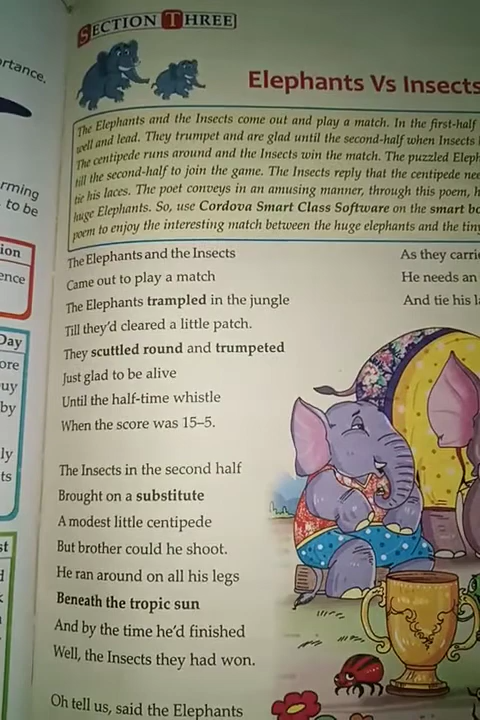 ortance.
rming
to be
ion
ence
Day
ore
uy
by
ly
ts
st
SECTION THREE
Elephants Vs Insects
The Elephants and the Insects come out and play a match. In the first-half
well and lead. They trumpet and are glad until the second-half when Insects
The centipede runs around and the Insects win the match. The puzzled Eleph
till the second-half to join the game. The Insects reply that the centipede nee
tie his laces. The poet conveys in an amusing manner, through this poem, h
huge Elephants. So, use Cordova Smart Class Software on the smart bo
poem to enjoy the interesting match between the huge elephants and the tin
The Elephants and the Insects
Came out to play a match
The Elephants trampled in the jungle
Till they'd cleared a little patch.
They scuttled round and trumpeted
Just glad to be alive
Until the half-time whistle
When the score was 15–5.
The Insects in the second half
Brought on a substitute
A modest little centipede
But brother could he shoot.
He ran around on all his legs
Beneath the tropic sun
And by the time he'd finished
Well, the Insects they had won.
Oh tell us, said the Elephants
As they carrie
He needs an
And tie his la